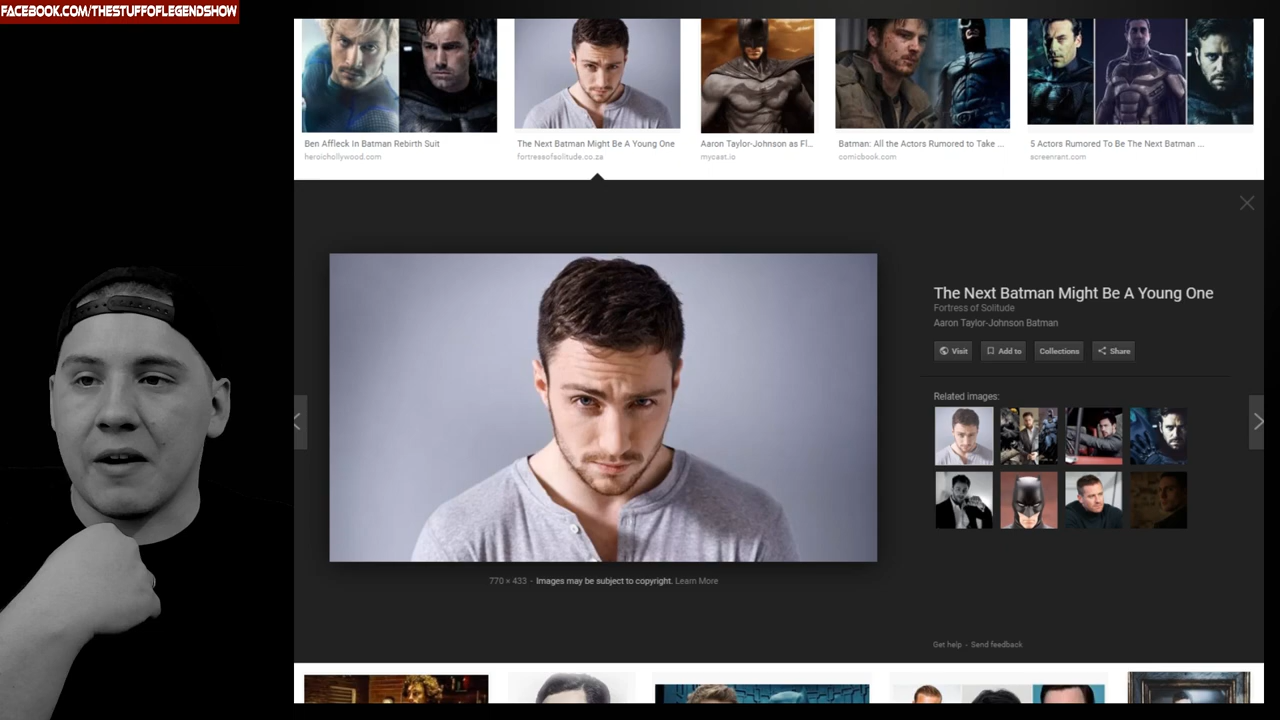 FACEBOOK.COM/THESTUFFOFLEGENDSHOW
Ben Affleck In Batman Rebirth Suit
heroichollywood.com
The Next Batman Might Be A Young One
fortressofsolitude.co.za
Aaron Taylor-Johnson as Fl...
mycast.io
Batman: All the Actors Rumored to Take ...
comicbook.com
5 Actors Rumored To Be The Next Batman ...
screenrant.com
The Next Batman Might Be A Young One
Fortress of Solitude
Aaron Taylor-Johnson Batman
Visit Add to Collections Share
Related images:
770 × 433 - Images may be subject to copyright. Learn More
Get help - Send feedback